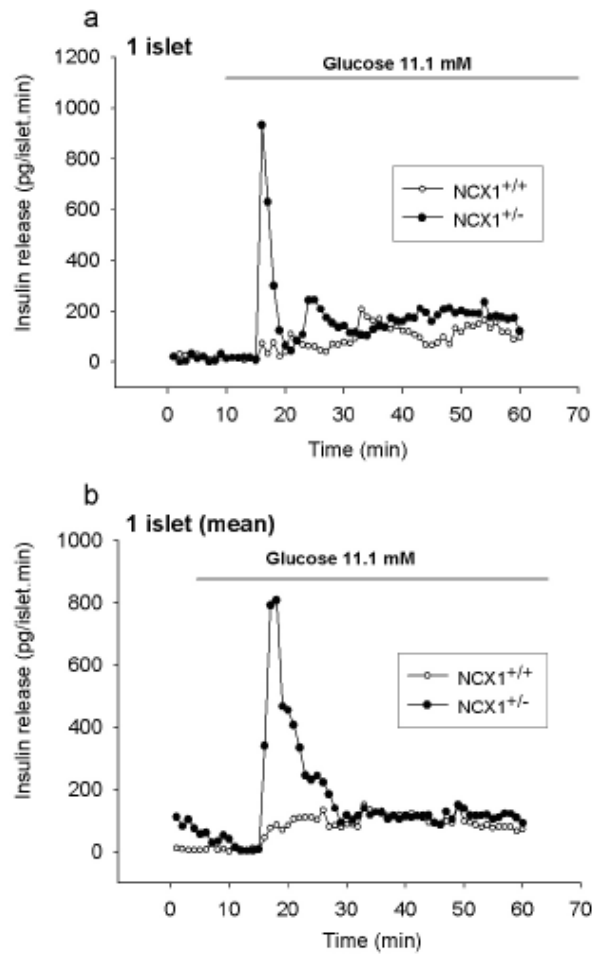 a
1 islet
Glucose 11.1 mM
1200
1000
800
600
400
200
0
Insulin release (pg/islet.min)
NCX1+/+
NCX1+/-
0 10 20 30 40 50 60 70
Time (min)
b
1 islet (mean)
Glucose 11.1 mM
1000
800
600
400
200
0
Insulin release (pg/islet.min)
NCX1+/+
NCX1+/-
0 10 20 30 40 50 60 70
Time (min)